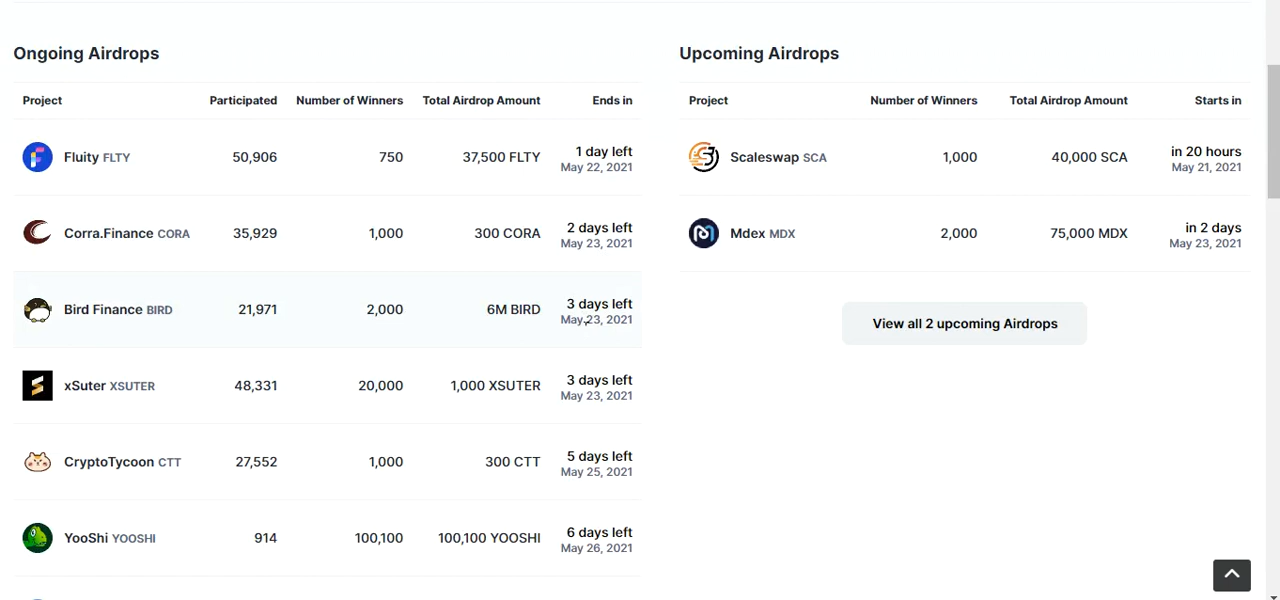 Ongoing Airdrops
Project Participated Number of Winners Total Airdrop Amount Ends in
Fluity FLTY 50,906 750 37,500 FLTY 1 day left
May 22, 2021
Corra.Finance CORA 35,929 1,000 300 CORA 2 days left
May 23, 2021
Bird Finance BIRD 21,971 2,000 6M BIRD 3 days left
May 23, 2021
xSuter XSUTER 48,331 20,000 1,000 XSUTER 3 days left
May 23, 2021
CryptoTycoon CTT 27,552 1,000 300 CTT 5 days left
May 25, 2021
YooShi YOOSHI 914 100,100 100,100 YOOSHI 6 days left
May 26, 2021
Upcoming Airdrops
Project Number of Winners Total Airdrop Amount Starts in
Scaleswap SCA 1,000 40,000 SCA in 20 hours
May 21, 2021
Mdex MDX 2,000 75,000 MDX in 2 days
May 23, 2021
View all 2 upcoming Airdrops